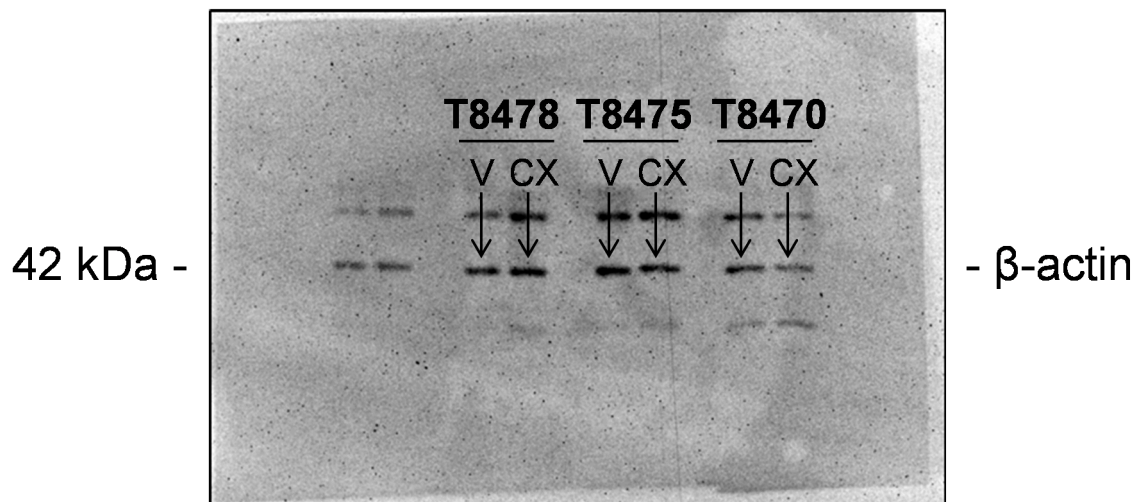 T8478 T8475 T8470
V CX V CX V CX
42 kDa - - β-actin